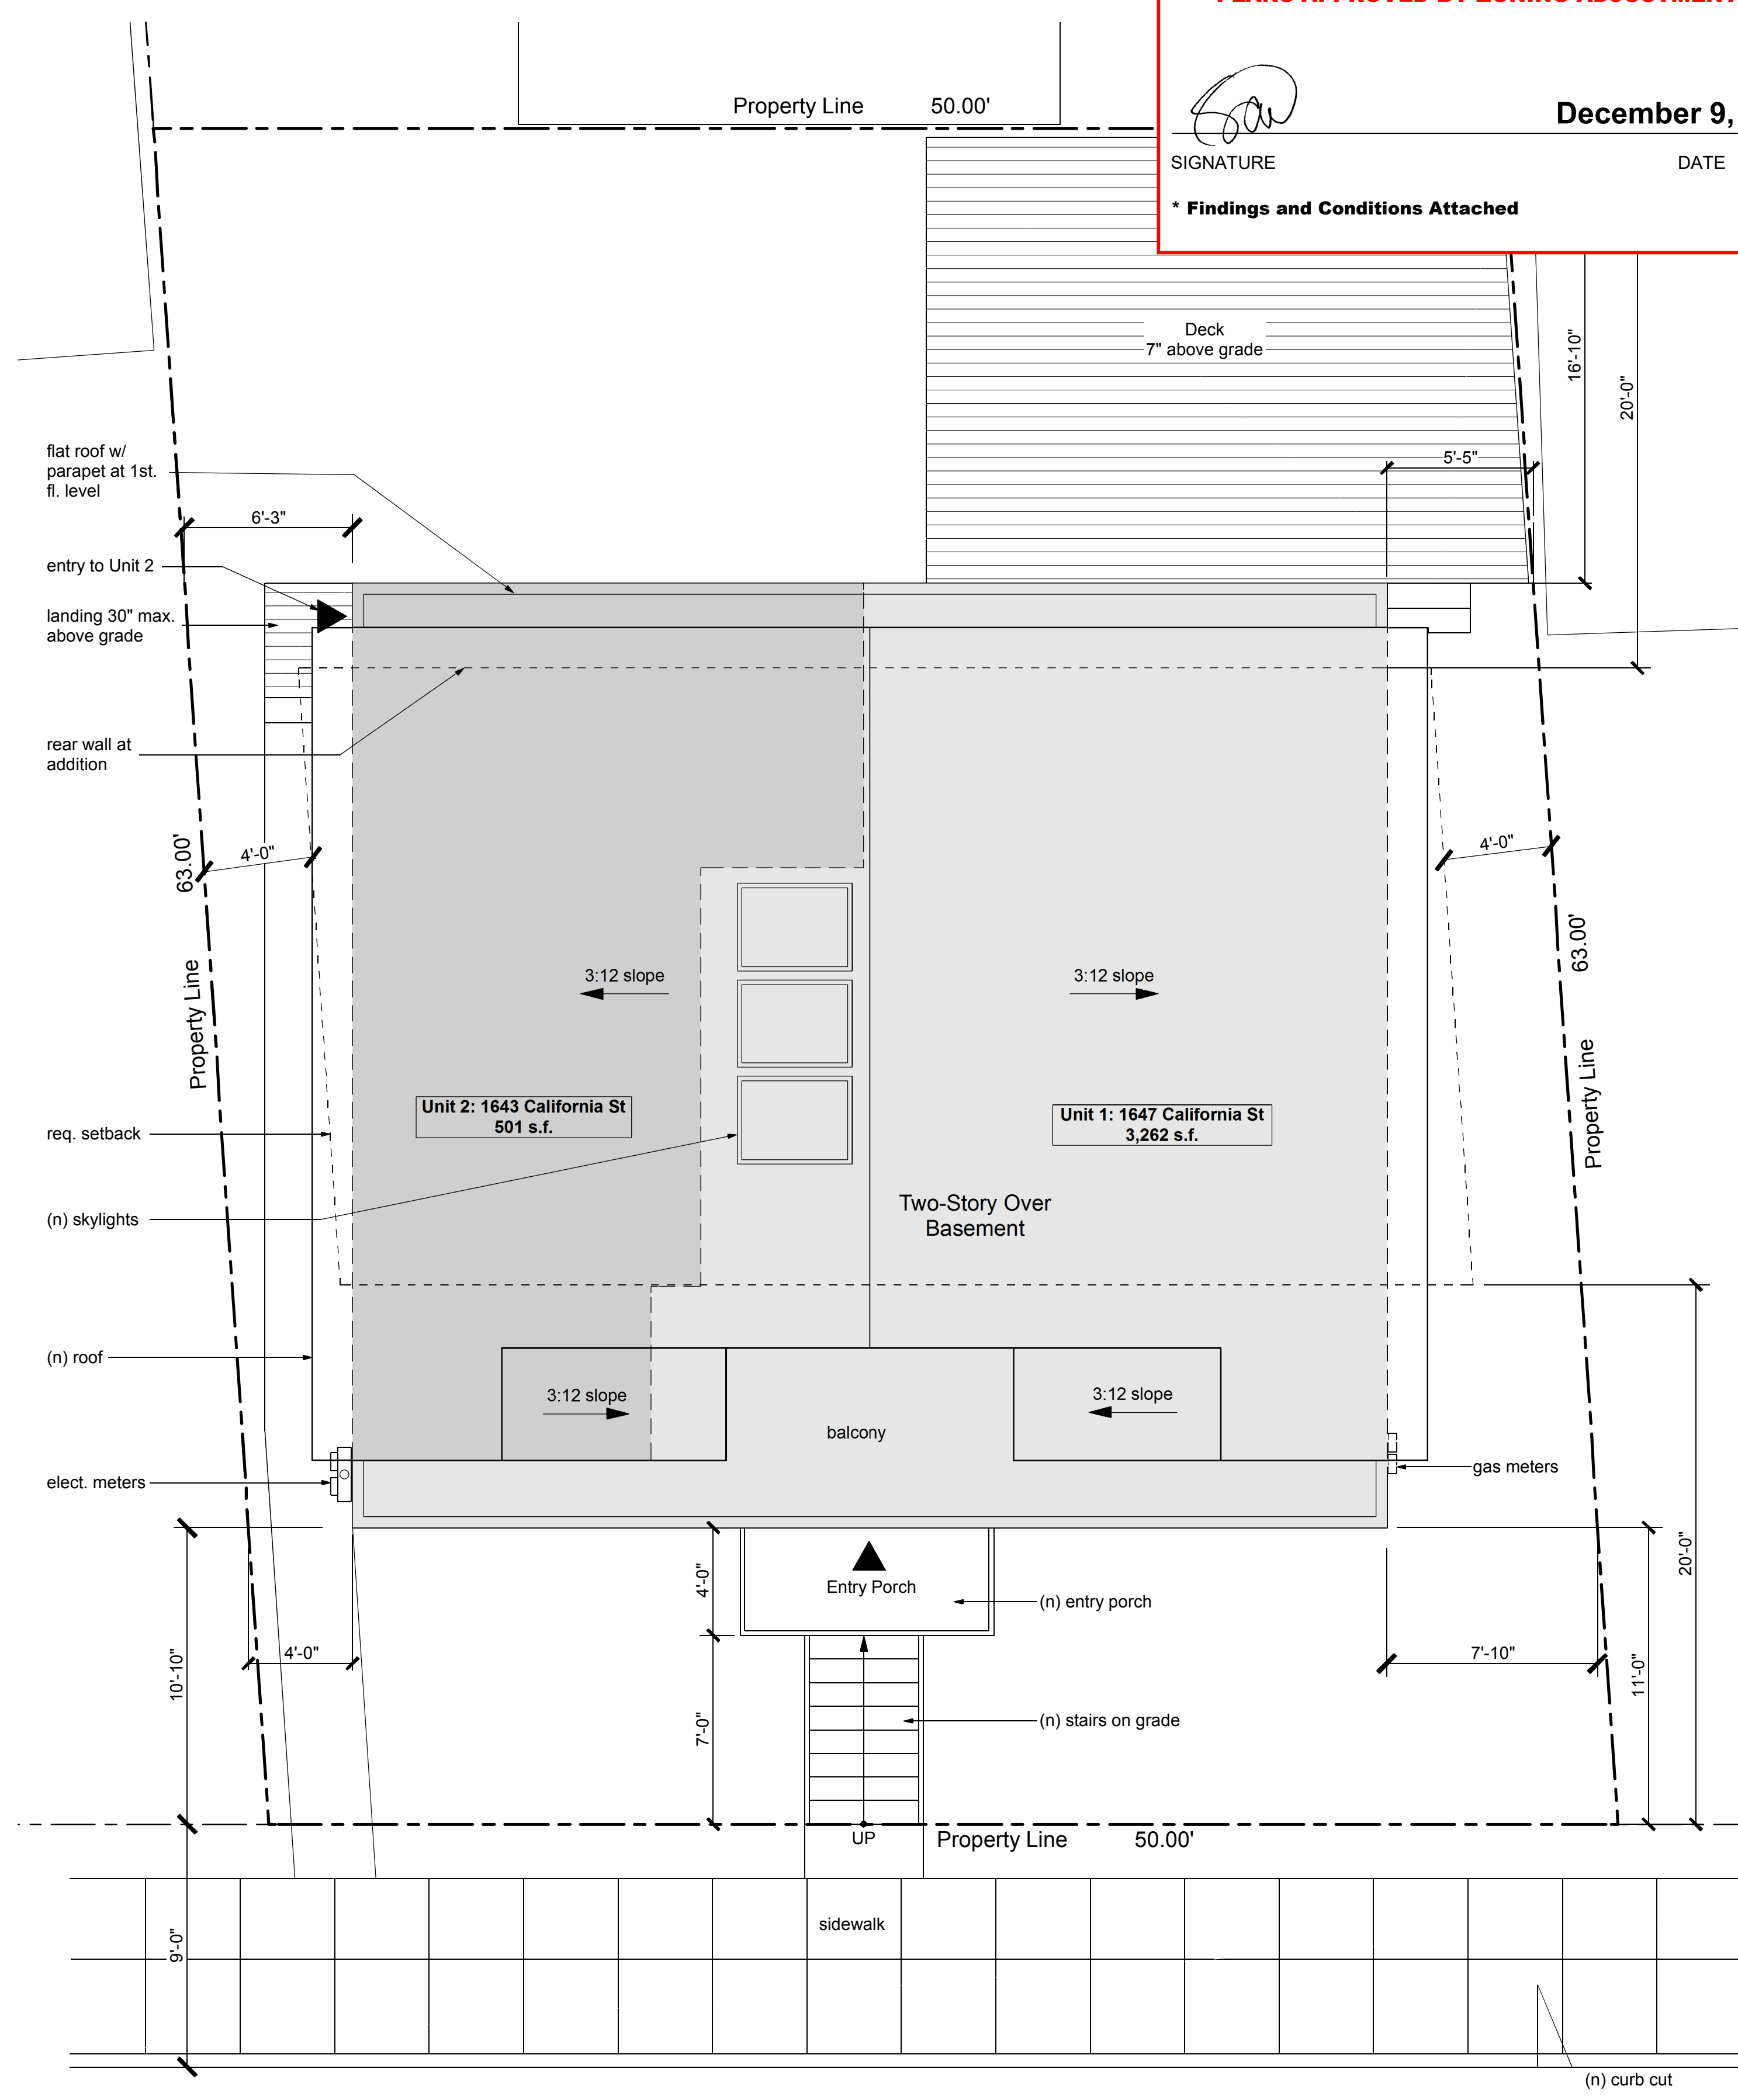 PLANS APPROVED BY ZONING ADJUSTMENT
December 9,
SIGNATURE
DATE
* Findings and Conditions Attached
Property Line 50.00'
Deck
7" above grade
16'-10"
20'-0"
5'-5"
flat roof w/
parapet at 1st.
fl. level
6'-3"
entry to Unit 2
landing 30" max.
above grade
rear wall at
addition
63.00'
4'-0"
4'-0"
63.00'
Property Line
3:12 slope
3:12 slope
Property Line
Unit 2: 1643 California St
501 s.f.
Unit 1: 1647 California St
3,262 s.f.
req. setback
(n) skylights
Two-Story Over
Basement
(n) roof
3:12 slope
3:12 slope
balcony
elect. meters
gas meters
4'-0"
Entry Porch
(n) entry porch
20'-0"
10'-10"
4'-0"
7'-10"
11'-0"
7'-0"
(n) stairs on grade
UP
Property Line 50.00'
sidewalk
9'-0"
(n) curb cut